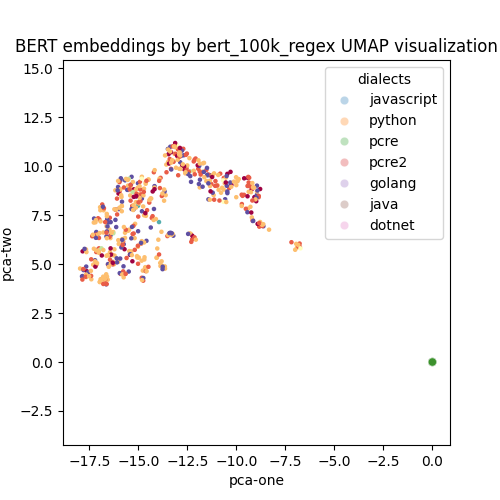 BERT embeddings by bert_100k_regex UMAP visualization
15.0
12.5
10.0
7.5
5.0
2.5
0.0
−2.5
pca-two
dialects
javascript
python
pcre
pcre2
golang
java
dotnet
−17.5 −15.0 −12.5 −10.0 −7.5 −5.0 −2.5 0.0
pca-one